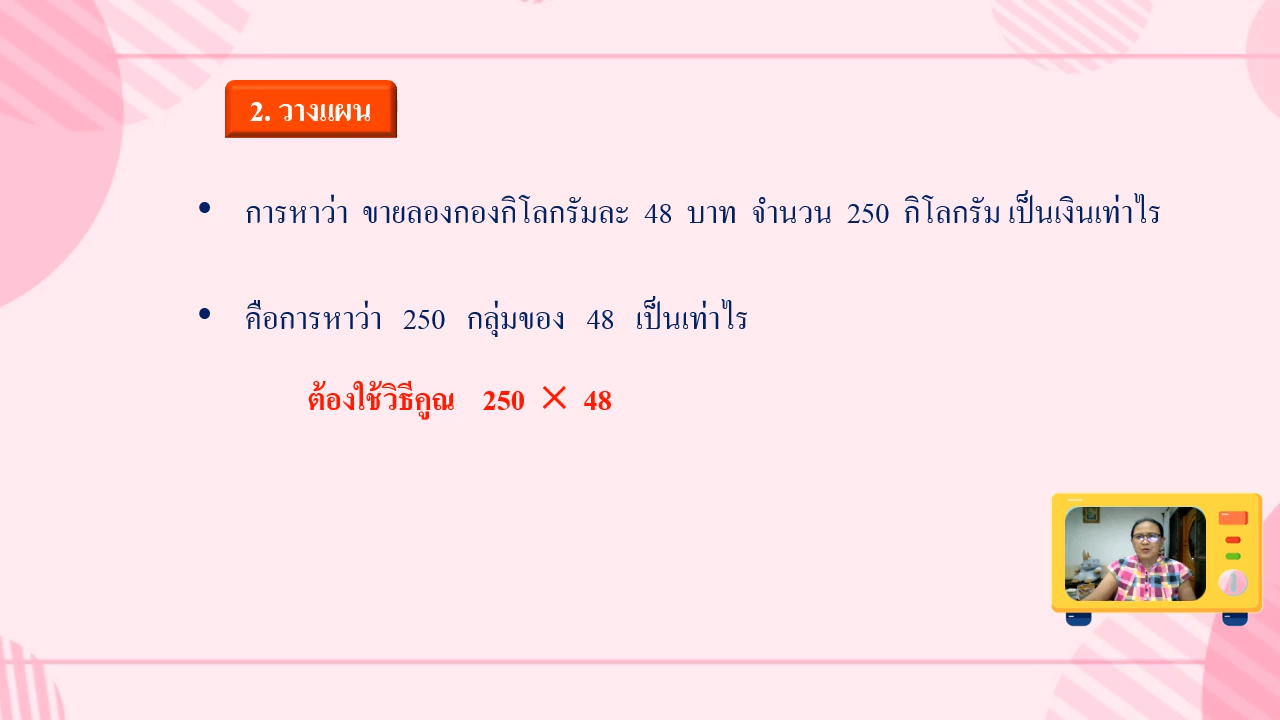 2. วางแผน
• การหาว่า ขายลองกองกิโลกรัมละ 48 บาท จำนวน 250 กิโลกรัม เป็นเงินเท่าไร
• คือการหาว่า 250 กลุ่มของ 48 เป็นเท่าไร
ต้องใช้วิธีคูณ 250 × 48